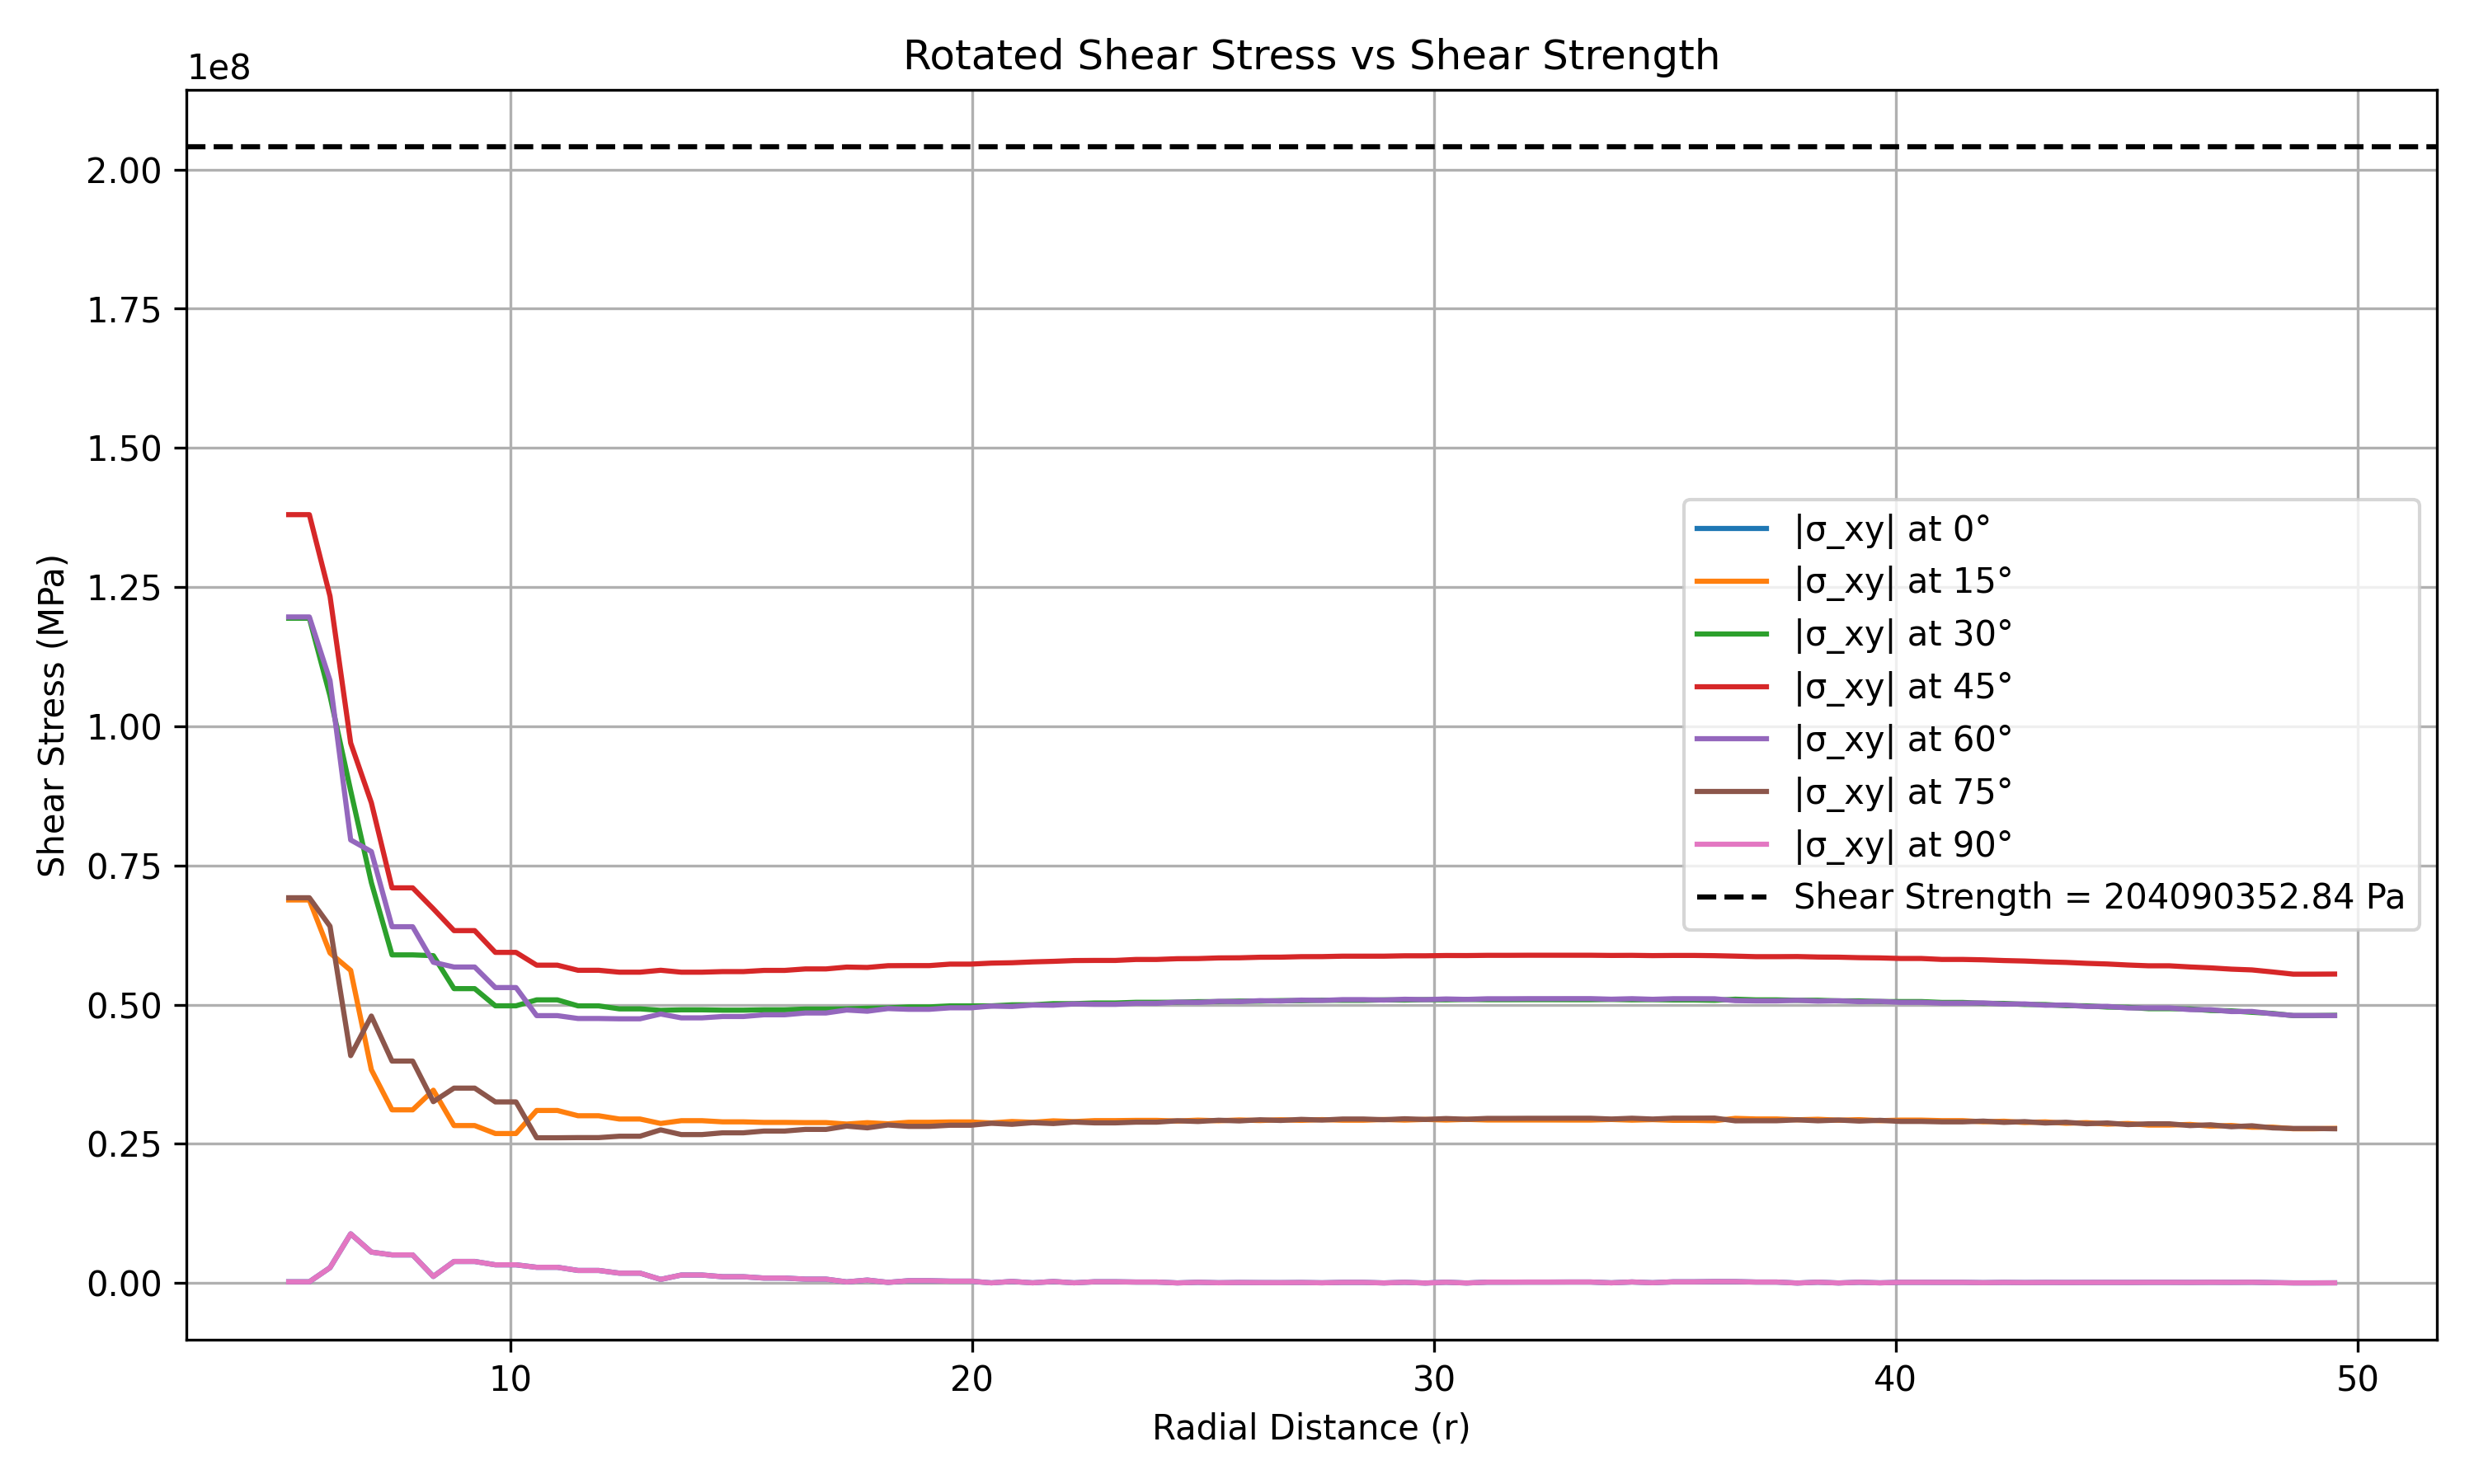 Rotated Shear Stress vs Shear Strength
1e8
2.00
1.75
1.50
1.25
1.00
0.75
0.50
0.25
0.00
Shear Stress (MPa)
|σ_xy| at 0°
|σ_xy| at 15°
|σ_xy| at 30°
|σ_xy| at 45°
|σ_xy| at 60°
|σ_xy| at 75°
|σ_xy| at 90°
Shear Strength = 204090352.84 Pa
10 20 30 40 50
Radial Distance (r)